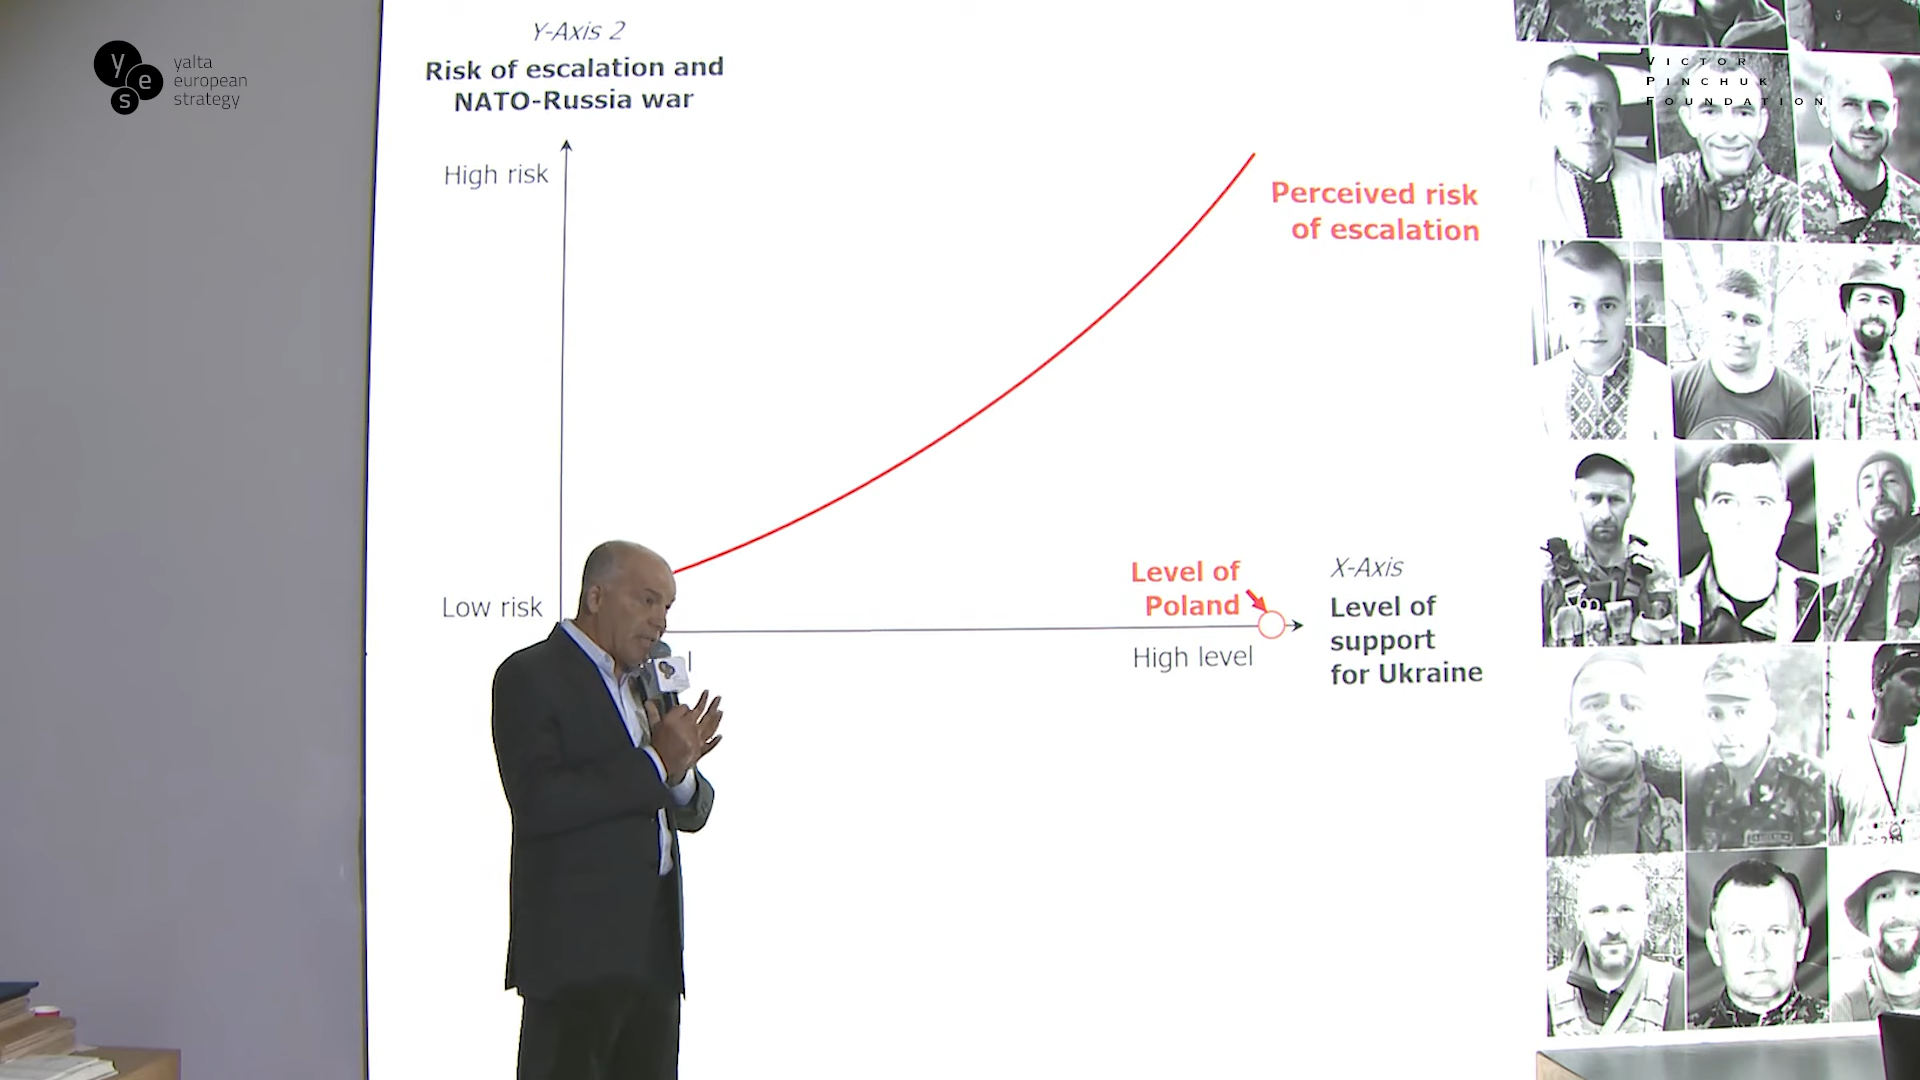 yes
yalta
european
strategy
Y-Axis 2
Risk of escalation and
NATO-Russia war
High risk
Perceived risk
of escalation
Low risk
Level of
Poland
High level
X-Axis
Level of
support
for Ukraine
VICTOR
PINCHUK
FOUNDATION